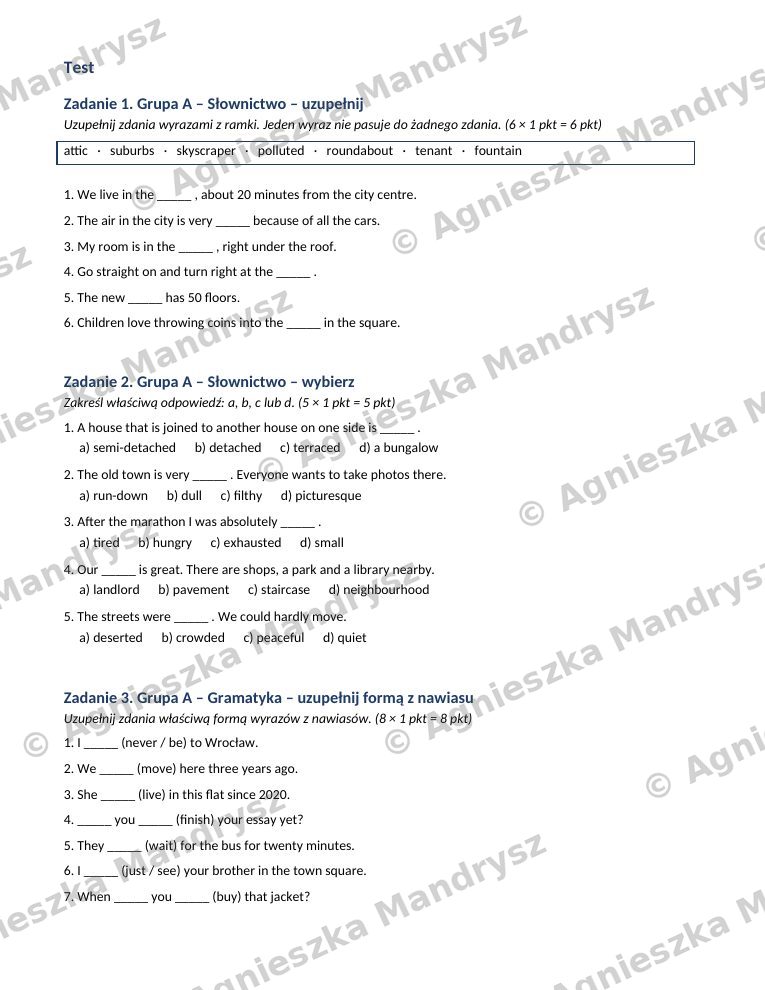 Test
Zadanie 1. Grupa A – Słownictwo – uzupełnij
Uzupełnij zdania wyrazami z ramki. Jeden wyraz nie pasuje do żadnego zdania. (6 × 1 pkt = 6 pkt)
attic · suburbs · skyscraper · polluted · roundabout · tenant · fountain
1. We live in the _____ , about 20 minutes from the city centre.
2. The air in the city is very _____ because of all the cars.
3. My room is in the _____ , right under the roof.
4. Go straight on and turn right at the _____ .
5. The new _____ has 50 floors.
6. Children love throwing coins into the _____ in the square.
Zadanie 2. Grupa A – Słownictwo – wybierz
Zakreśl właściwą odpowiedź: a, b, c lub d. (5 × 1 pkt = 5 pkt)
1. A house that is joined to another house on one side is _____ .
a) semi-detached b) detached c) terraced d) a bungalow
2. The old town is very _____ . Everyone wants to take photos there.
a) run-down b) dull c) filthy d) picturesque
3. After the marathon I was absolutely _____ .
a) tired b) hungry c) exhausted d) small
4. Our _____ is great. There are shops, a park and a library nearby.
a) landlord b) pavement c) staircase d) neighbourhood
5. The streets were _____ . We could hardly move.
a) deserted b) crowded c) peaceful d) quiet
Zadanie 3. Grupa A – Gramatyka – uzupełnij formą z nawiasu
Uzupełnij zdania właściwą formą wyrazów z nawiasów. (8 × 1 pkt = 8 pkt)
1. I _____ (never / be) to Wrocław.
2. We _____ (move) here three years ago.
3. She _____ (live) in this flat since 2020.
4. _____ you _____ (finish) your essay yet?
5. They _____ (wait) for the bus for twenty minutes.
6. I _____ (just / see) your brother in the town square.
7. When _____ you _____ (buy) that jacket?
© Agnieszka Mandrysz